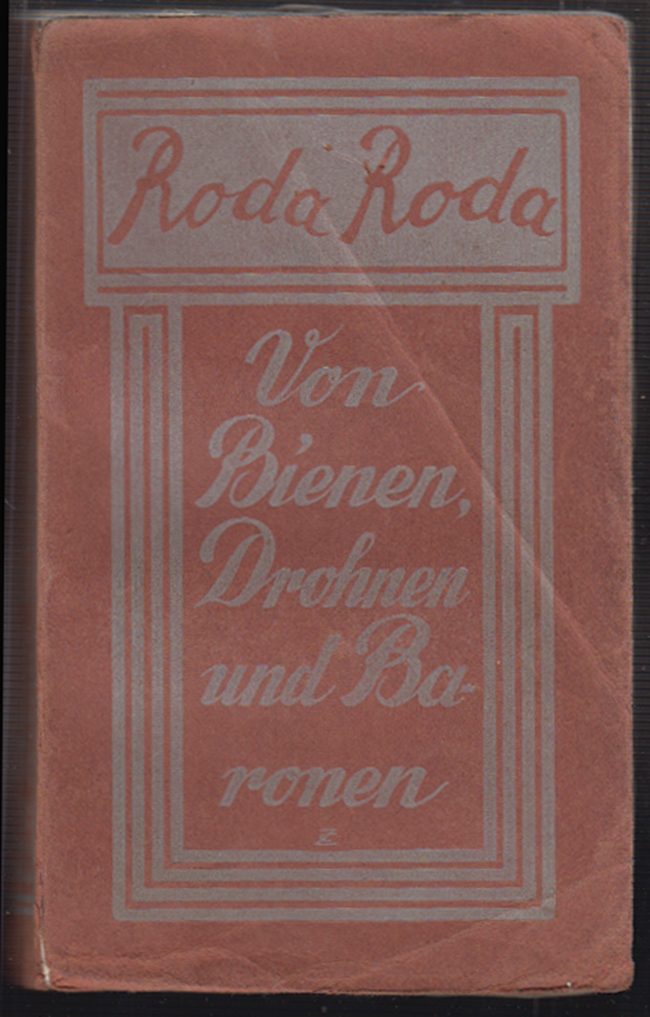 Roda Roda
Von
Bienen,
Drohnen
und Ba-
ronen